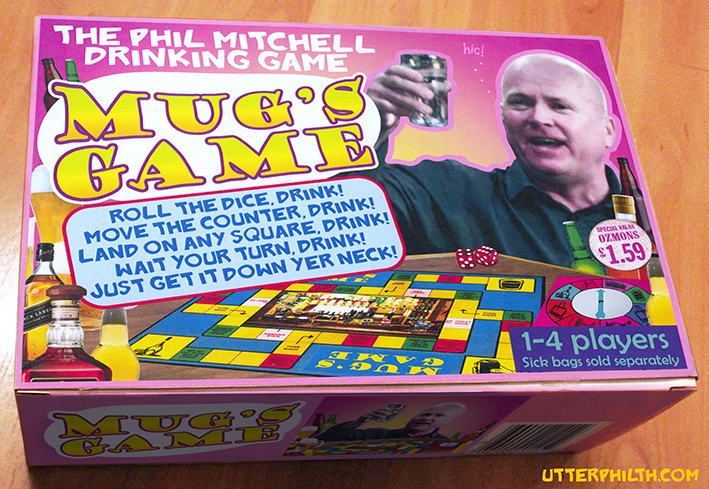 THE PHIL MITCHELL
DRINKING GAME
hic!
MUG'S
GAME
ROLL THE DICE, DRINK!
MOVE THE COUNTER, DRINK!
LAND ON ANY SQUARE, DRINK!
WAIT YOUR TURN, DRINK!
JUST GET IT DOWN YER NECK!
SPECIAL VALUE
OZMONS
£1.59
MUG'S
GAME
1-4 players
Sick bags sold separately
MUG'S
GAME
UTTERPHILTH.COM